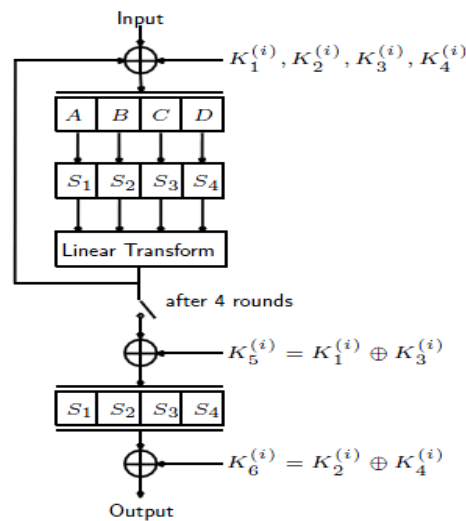 Input
K_1^{(i)}, K_2^{(i)}, K_3^{(i)}, K_4^{(i)}
A B C D
S_1 S_2 S_3 S_4
Linear Transform
after 4 rounds
K_5^{(i)} = K_1^{(i)} ⊕ K_3^{(i)}
S_1 S_2 S_3 S_4
K_6^{(i)} = K_2^{(i)} ⊕ K_4^{(i)}
Output